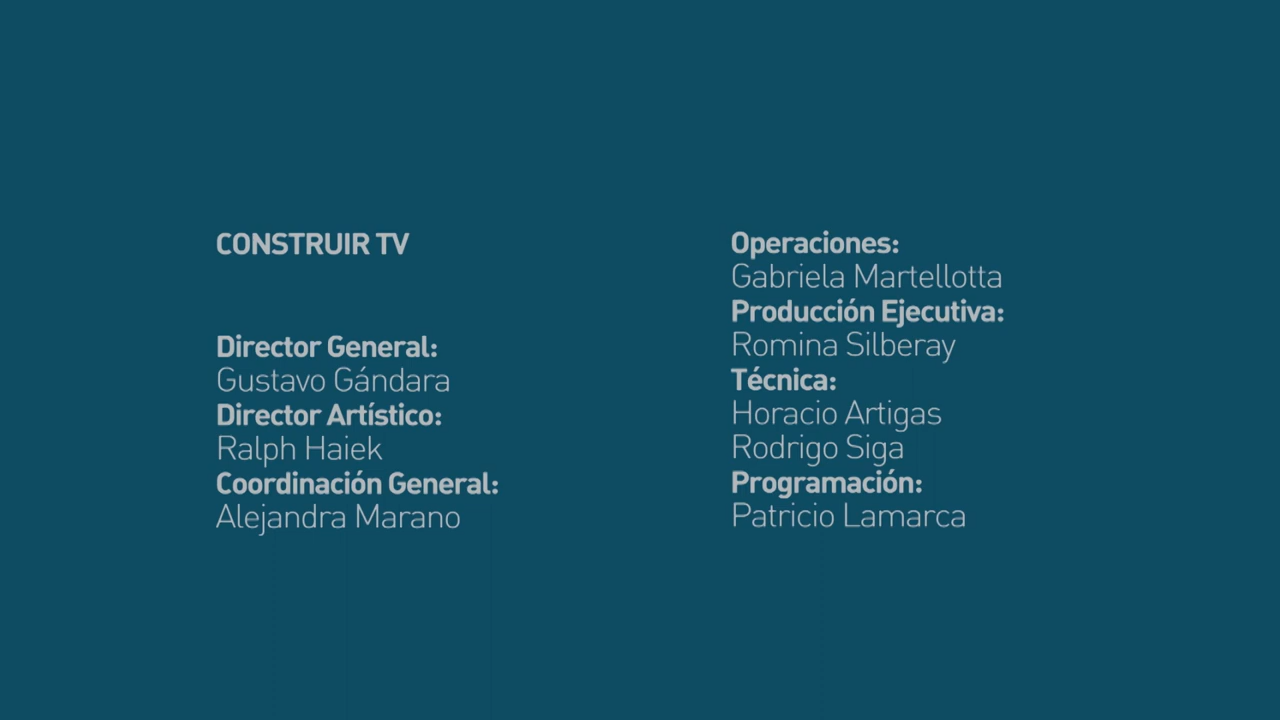 CONSTRUIR TV
Director General:
Gustavo Gándara
Director Artístico:
Ralph Haiek
Coordinación General:
Alejandra Marano
Operaciones:
Gabriela Martellotta
Producción Ejecutiva:
Romina Silberay
Técnica:
Horacio Artigas
Rodrigo Siga
Programación:
Patricio Lamarca